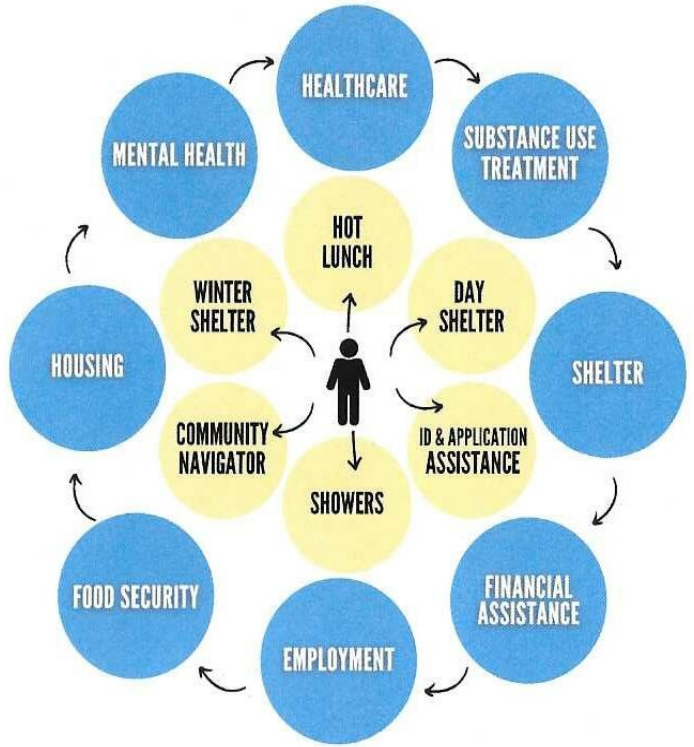 HEALTHCARE
SUBSTANCE USE
TREATMENT
SHELTER
FINANCIAL
ASSISTANCE
EMPLOYMENT
FOOD SECURITY
HOUSING
MENTAL HEALTH
HOT
LUNCH
DAY
SHELTER
ID & APPLICATION
ASSISTANCE
SHOWERS
COMMUNITY
NAVIGATOR
WINTER
SHELTER